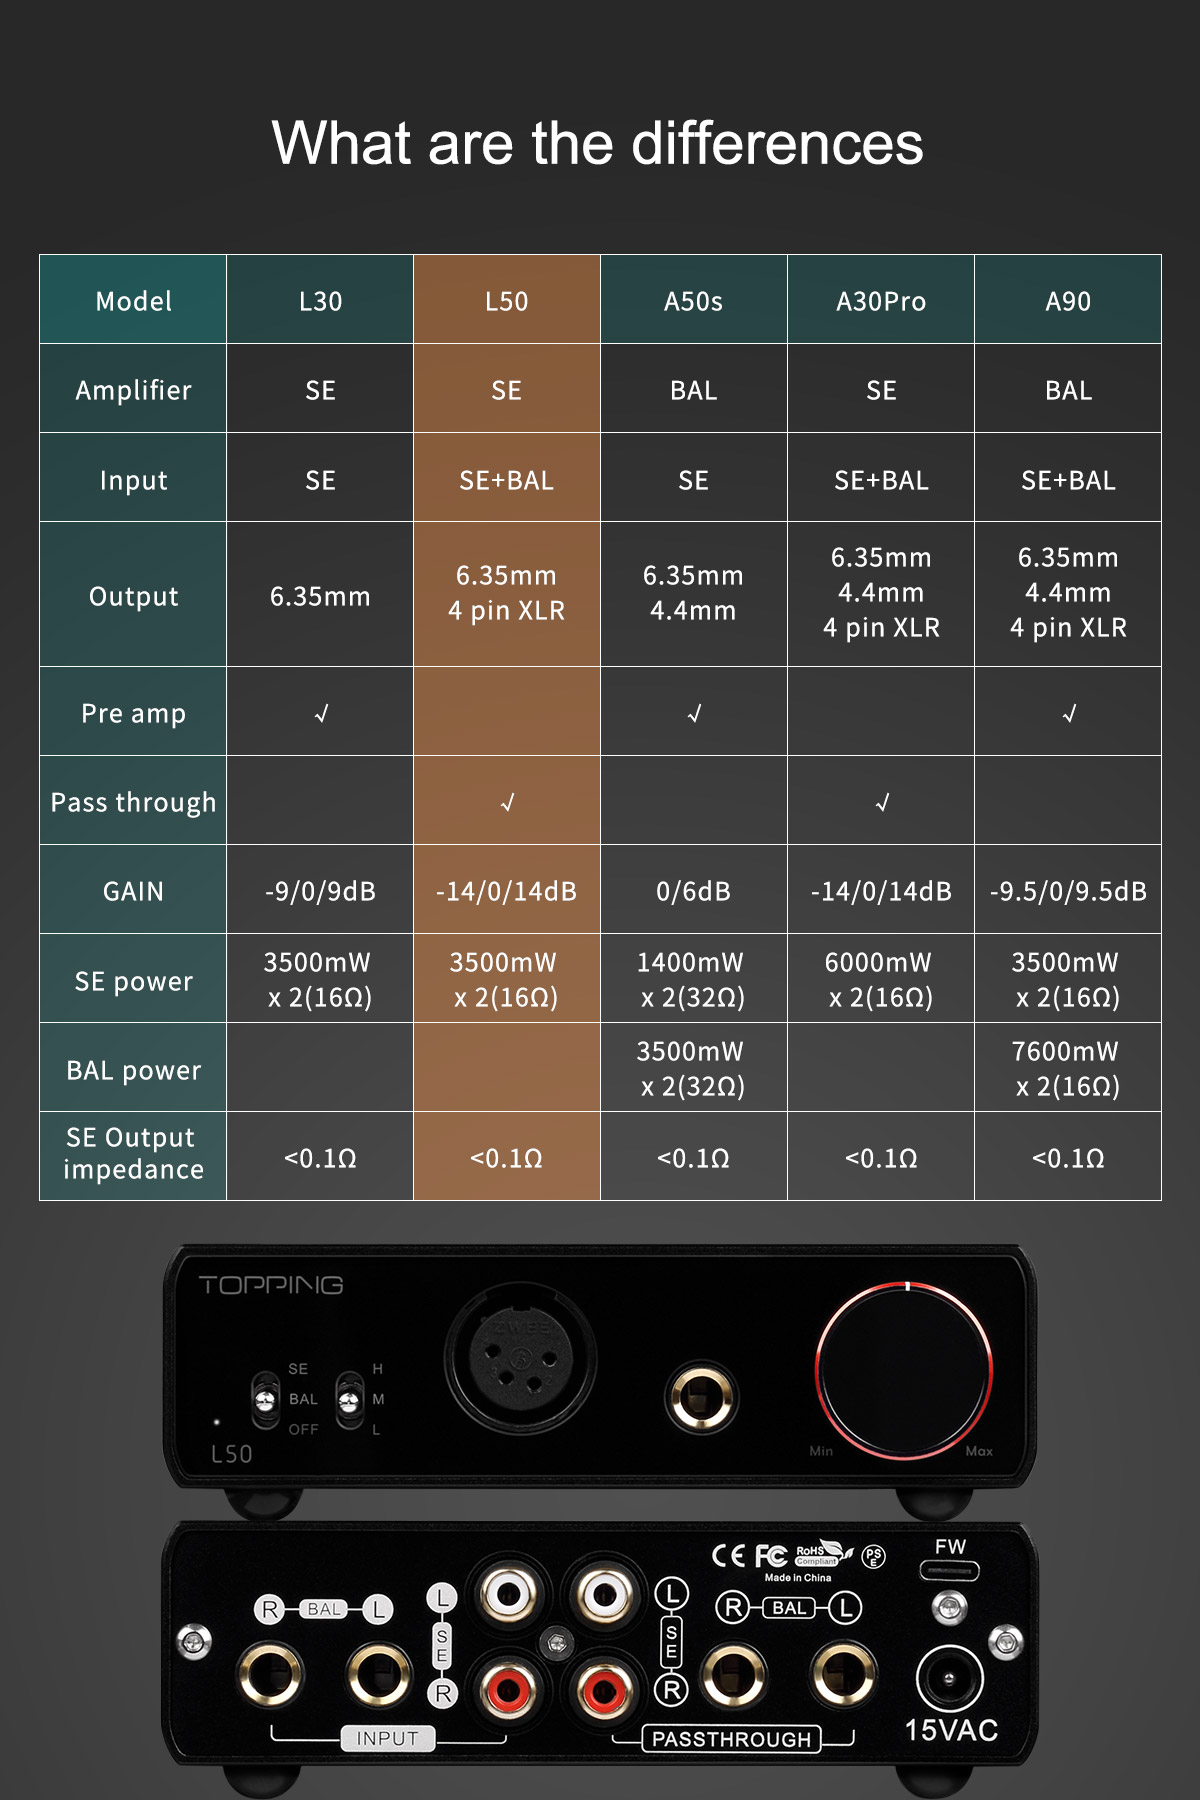 What are the differences
Model L30 L50 A50s A30Pro A90
Amplifier SE SE BAL SE BAL
Input SE SE+BAL SE SE+BAL SE+BAL
Output 6.35mm 6.35mm 4 pin XLR 6.35mm 4.4mm 6.35mm 4.4mm 4 pin XLR 6.35mm 4.4mm 4 pin XLR
Pre amp √ √ √
Pass through √ √
GAIN -9/0/9dB -14/0/14dB 0/6dB -14/0/14dB -9.5/0/9.5dB
SE power 3500mW x 2(16Ω) 3500mW x 2(16Ω) 1400mW x 2(32Ω) 6000mW x 2(16Ω) 3500mW x 2(16Ω)
BAL power 3500mW x 2(32Ω) 7600mW x 2(16Ω)
SE Output impedance <0.1Ω <0.1Ω <0.1Ω <0.1Ω <0.1Ω
TOPPING
SE H
BAL M
OFF L
L50
Min Max
CE FC RoHS Compliant PSE
Made in China
FW
R BAL L
L SE R
L SE R
R BAL L
INPUT
PASSTHROUGH
15VAC